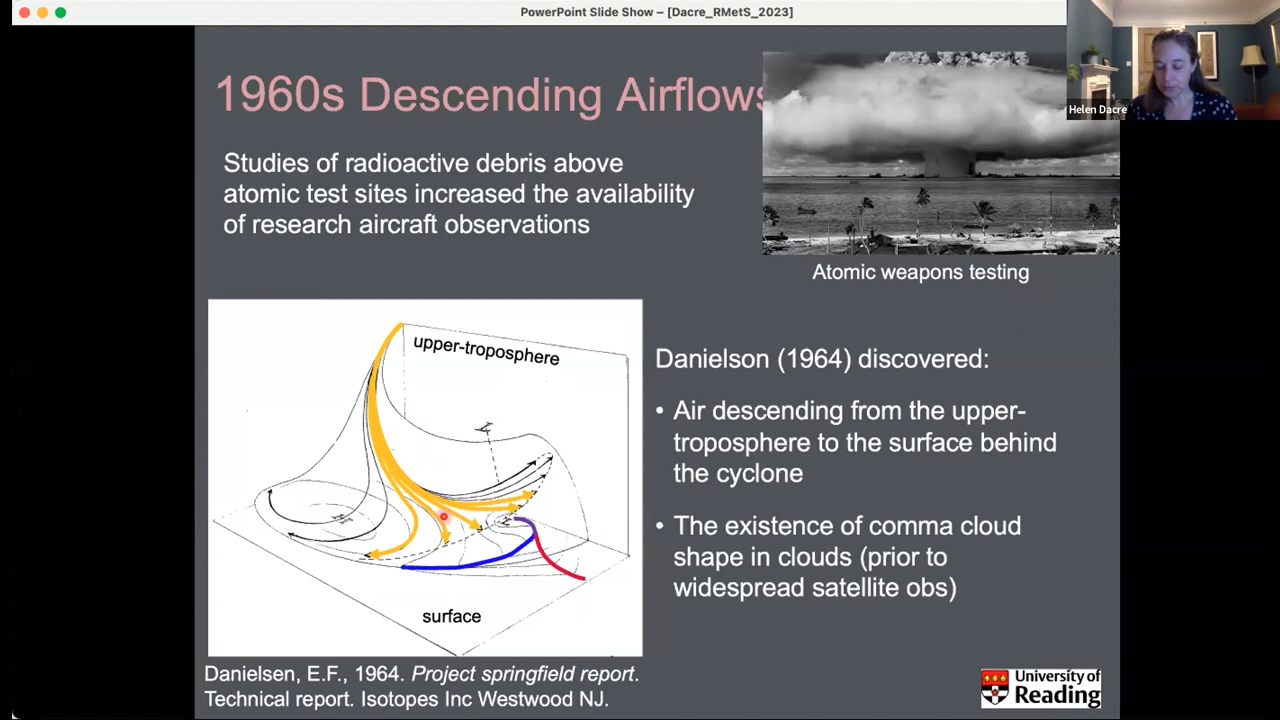 PowerPoint Slide Show – [Dacre_RMetS_2023]
Helen Dacre
1960s Descending Airflows
Studies of radioactive debris above
atomic test sites increased the availability
of research aircraft observations
Atomic weapons testing
upper-troposphere
surface
Danielson (1964) discovered:
• Air descending from the upper-
troposphere to the surface behind
the cyclone
• The existence of comma cloud
shape in clouds (prior to
widespread satellite obs)
Danielsen, E.F., 1964. Project springfield report.
Technical report. Isotopes Inc Westwood NJ.
University of
Reading